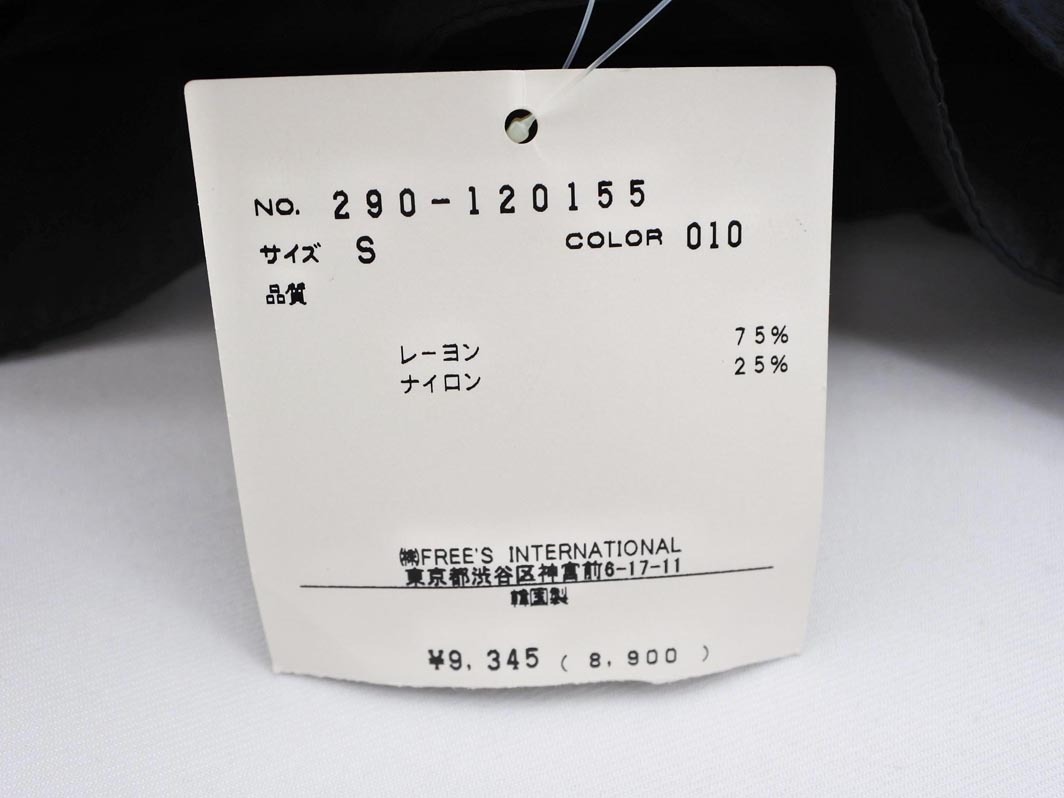 NO. 290-120155
サイズ S COLOR 010
品質
レーヨン 75%
ナイロン 25%
㈱FREE'S INTERNATIONAL
東京都渋谷区神宮前6-17-11
韓国製
¥9,345 ( 8,900 )